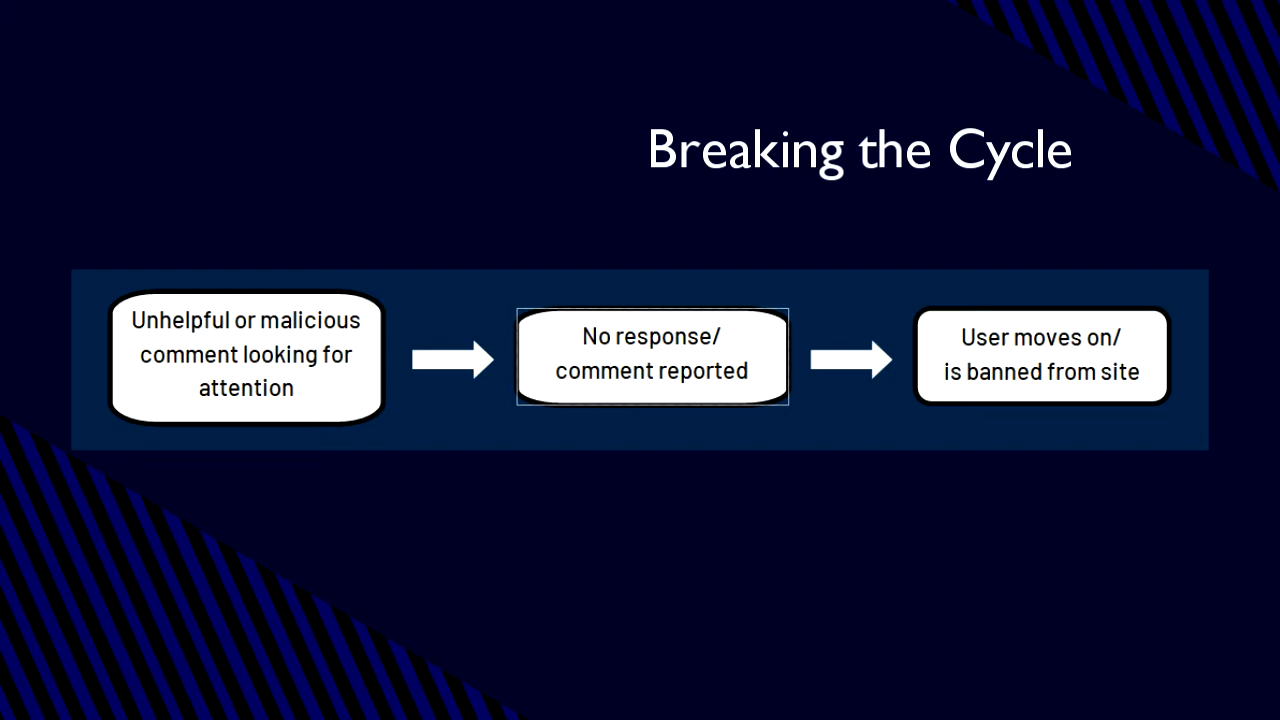 Breaking the Cycle
Unhelpful or malicious
comment looking for
attention
No response/
comment reported
User moves on/
is banned from site